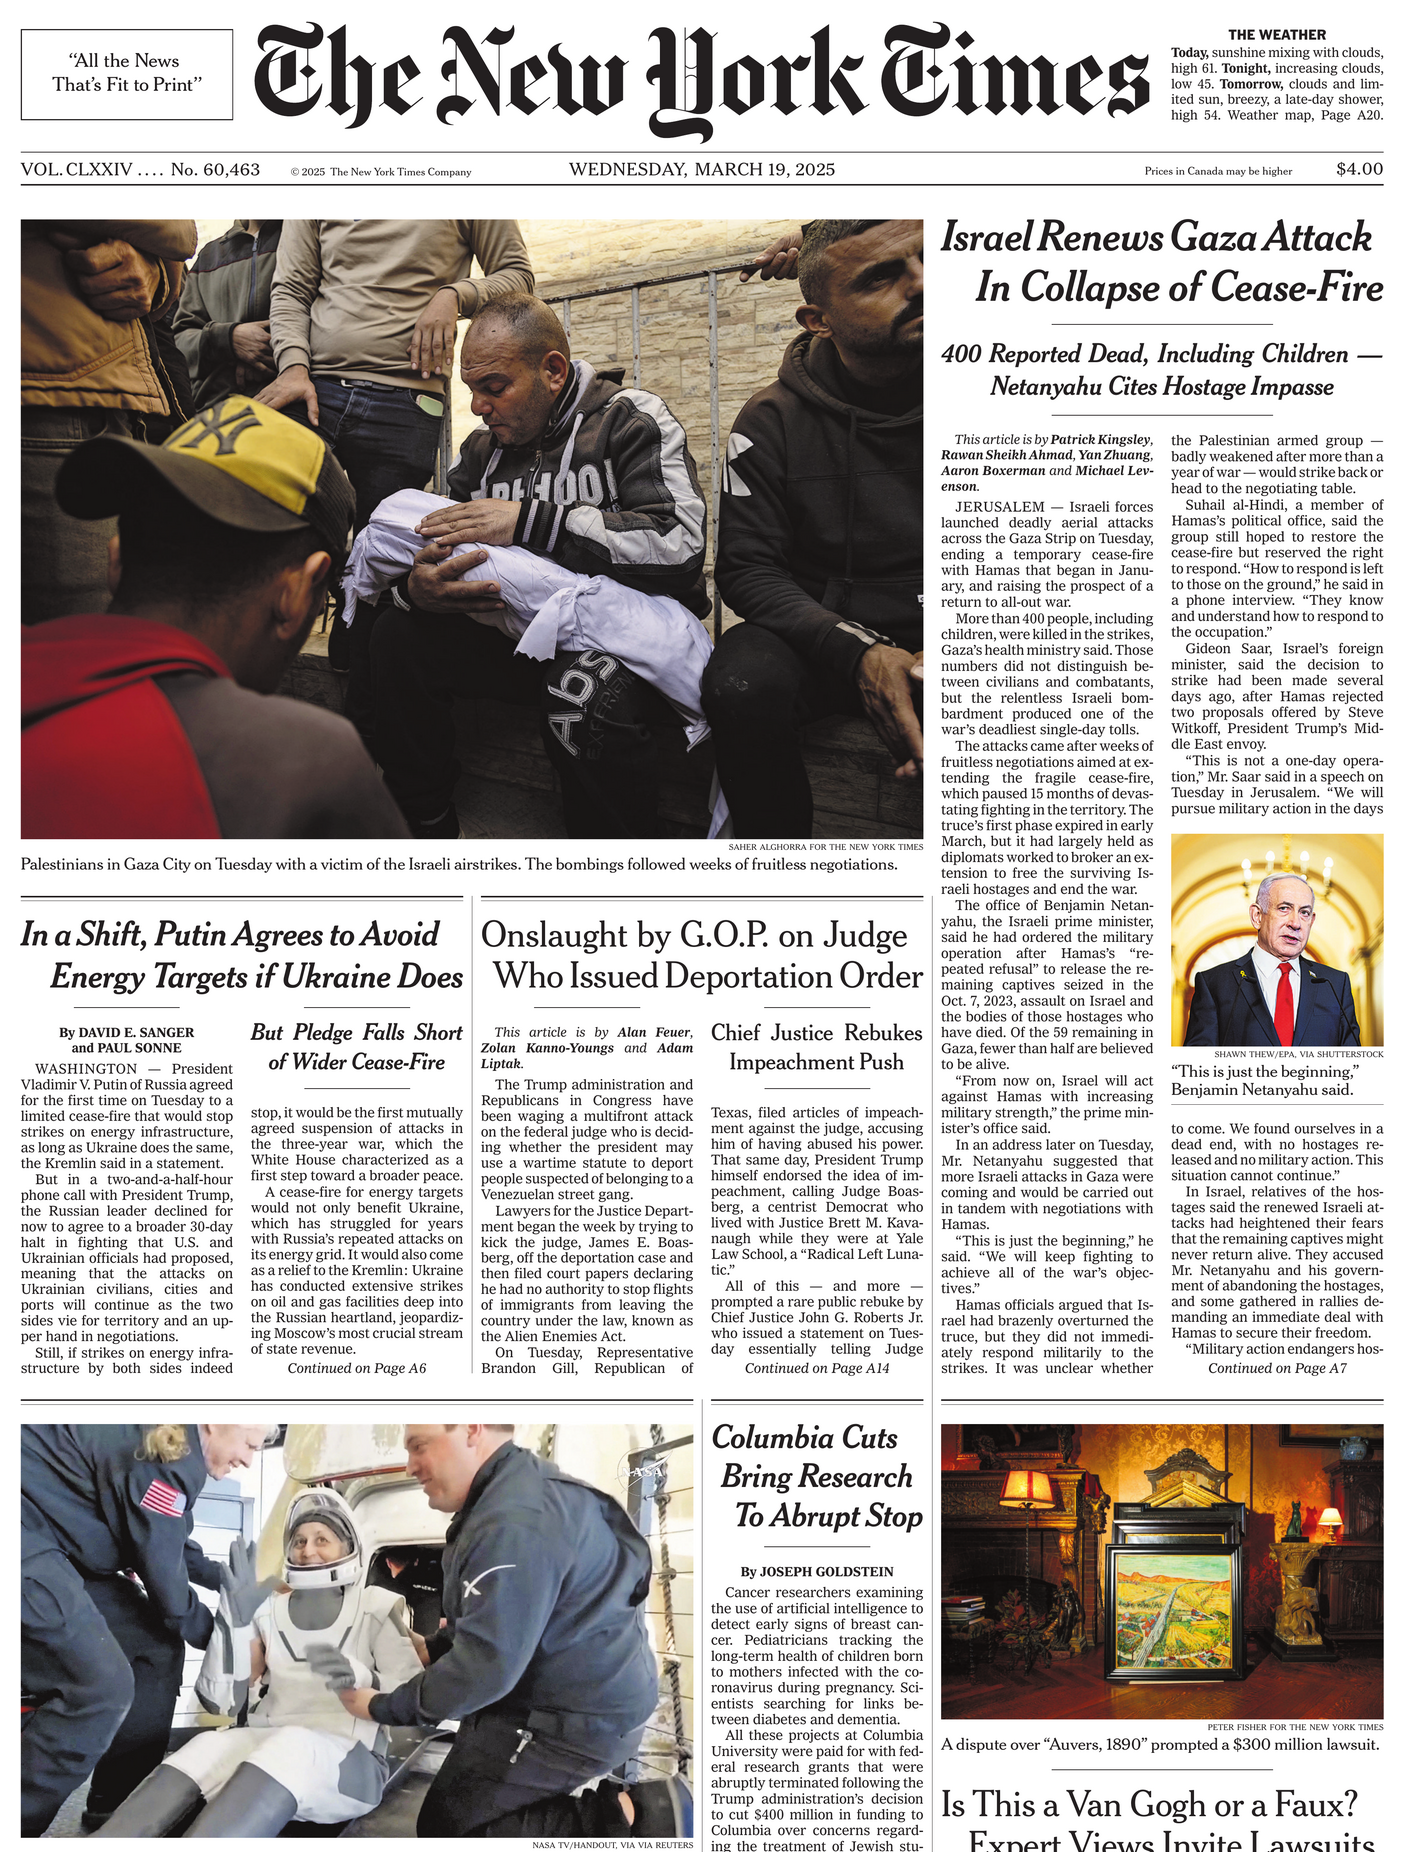 “All the News
That’s Fit to Print”
The New York Times
THE WEATHER
Today, sunshine mixing with clouds,
high 61. Tonight, increasing clouds,
low 45. Tomorrow, clouds and lim-
ited sun, breezy, a late-day shower,
high 54. Weather map, Page A20.
VOL. CLXXIV .... No. 60,463
© 2025 The New York Times Company
WEDNESDAY, MARCH 19, 2025
Prices in Canada may be higher
$4.00
NY
Abs
SAHER ALGHORRA FOR THE NEW YORK TIMES
Palestinians in Gaza City on Tuesday with a victim of the Israeli airstrikes. The bombings followed weeks of fruitless negotiations.
Israel Renews Gaza Attack
In Collapse of Cease-Fire
400 Reported Dead, Including Children —
Netanyahu Cites Hostage Impasse
This article is by Patrick Kingsley,
Rawan Sheikh Ahmad, Yan Zhuang,
Aaron Boxerman and Michael Lev-
enson.
JERUSALEM — Israeli forces
launched deadly aerial attacks
across the Gaza Strip on Tuesday,
ending a temporary cease-fire
with Hamas that began in Janu-
ary, and raising the prospect of a
return to all-out war.
More than 400 people, including
children, were killed in the strikes,
Gaza’s health ministry said. Those
numbers did not distinguish be-
tween civilians and combatants,
but the relentless Israeli bom-
bardment produced one of the
war’s deadliest single-day tolls.
The attacks came after weeks of
fruitless negotiations aimed at ex-
tending the fragile cease-fire,
which paused 15 months of devas-
tating fighting in the territory. The
truce’s first phase expired in early
March, but it had largely held as
diplomats worked to broker an ex-
tension to free the surviving Is-
raeli hostages and end the war.
The office of Benjamin Netan-
yahu, the Israeli prime minister,
said he had ordered the military
operation after Hamas’s “re-
peated refusal” to release the re-
maining captives seized in the
Oct. 7, 2023, assault on Israel and
the bodies of those hostages who
have died. Of the 59 remaining in
Gaza, fewer than half are believed
to be alive.
“From now on, Israel will act
against Hamas with increasing
military strength,” the prime min-
ister’s office said.
In an address later on Tuesday,
Mr. Netanyahu suggested that
more Israeli attacks in Gaza were
coming and would be carried out
in tandem with negotiations with
Hamas.
“This is just the beginning,” he
said. “We will keep fighting to
achieve all of the war’s objec-
tives.”
Hamas officials argued that Is-
rael had brazenly overturned the
truce, but they did not immedi-
ately respond militarily to the
strikes. It was unclear whether
the Palestinian armed group —
badly weakened after more than a
year of war — would strike back or
head to the negotiating table.
Suhail al-Hindi, a member of
Hamas’s political office, said the
group still hoped to restore the
cease-fire but reserved the right
to respond. “How to respond is left
to those on the ground,” he said in
a phone interview. “They know
and understand how to respond to
the occupation.”
Gideon Saar, Israel’s foreign
minister, said the decision to
strike had been made several
days ago, after Hamas rejected
two proposals offered by Steve
Witkoff, President Trump’s Mid-
dle East envoy.
“This is not a one-day opera-
tion,” Mr. Saar said in a speech on
Tuesday in Jerusalem. “We will
pursue military action in the days
SHAWN THEW/EPA, VIA SHUTTERSTOCK
“This is just the beginning,”
Benjamin Netanyahu said.
to come. We found ourselves in a
dead end, with no hostages re-
leased and no military action. This
situation cannot continue.”
In Israel, relatives of the hos-
tages said the renewed Israeli at-
tacks had heightened their fears
that the remaining captives might
never return alive. They accused
Mr. Netanyahu and his govern-
ment of abandoning the hostages,
and some gathered in rallies de-
manding an immediate deal with
Hamas to secure their freedom.
“Military action endangers hos-
Continued on Page A7
In a Shift, Putin Agrees to Avoid
Energy Targets if Ukraine Does
By DAVID E. SANGER
and PAUL SONNE
WASHINGTON — President
Vladimir V. Putin of Russia agreed
for the first time on Tuesday to a
limited cease-fire that would stop
strikes on energy infrastructure,
as long as Ukraine does the same,
the Kremlin said in a statement.
But in a two-and-a-half-hour
phone call with President Trump,
the Russian leader declined for
now to agree to a broader 30-day
halt in fighting that U.S. and
Ukrainian officials had proposed,
meaning that the attacks on
Ukrainian civilians, cities and
ports will continue as the two
sides vie for territory and an up-
per hand in negotiations.
Still, if strikes on energy infra-
structure by both sides indeed
But Pledge Falls Short
of Wider Cease-Fire
stop, it would be the first mutually
agreed suspension of attacks in
the three-year war, which the
White House characterized as a
first step toward a broader peace.
A cease-fire for energy targets
would not only benefit Ukraine,
which has struggled for years
with Russia’s repeated attacks on
its energy grid. It would also come
as a relief to the Kremlin: Ukraine
has conducted extensive strikes
on oil and gas facilities deep into
the Russian heartland, jeopardiz-
ing Moscow’s most crucial stream
of state revenue.
Continued on Page A6
Onslaught by G.O.P. on Judge
Who Issued Deportation Order
This article is by Alan Feuer,
Zolan Kanno-Youngs and Adam
Liptak.
The Trump administration and
Republicans in Congress have
been waging a multifront attack
on the federal judge who is decid-
ing whether the president may
use a wartime statute to deport
people suspected of belonging to a
Venezuelan street gang.
Lawyers for the Justice Depart-
ment began the week by trying to
kick the judge, James E. Boas-
berg, off the deportation case and
then filed court papers declaring
he had no authority to stop flights
of immigrants from leaving the
country under the law, known as
the Alien Enemies Act.
On Tuesday, Representative
Brandon Gill, Republican of
Chief Justice Rebukes
Impeachment Push
Texas, filed articles of impeach-
ment against the judge, accusing
him of having abused his power.
That same day, President Trump
himself endorsed the idea of im-
peachment, calling Judge Boas-
berg, a centrist Democrat who
lived with Justice Brett M. Kava-
naugh while they were at Yale
Law School, a “Radical Left Luna-
tic.”
All of this — and more —
prompted a rare public rebuke by
Chief Justice John G. Roberts Jr.
who issued a statement on Tues-
day essentially telling Judge
Continued on Page A14
NASA
NASA TV/HANDOUT, VIA VIA REUTERS
Columbia Cuts
Bring Research
To Abrupt Stop
By JOSEPH GOLDSTEIN
Cancer researchers examining
the use of artificial intelligence to
detect early signs of breast can-
cer. Pediatricians tracking the
long-term health of children born
to mothers infected with the co-
ronavirus during pregnancy. Sci-
entists searching for links be-
tween diabetes and dementia.
All these projects at Columbia
University were paid for with fed-
eral research grants that were
abruptly terminated following the
Trump administration’s decision
to cut $400 million in funding to
Columbia over concerns regard-
ing the treatment of Jewish stu-
PETER FISHER FOR THE NEW YORK TIMES
A dispute over “Auvers, 1890” prompted a $300 million lawsuit.
Is This a Van Gogh or a Faux?
Expert Views Invite Lawsuits